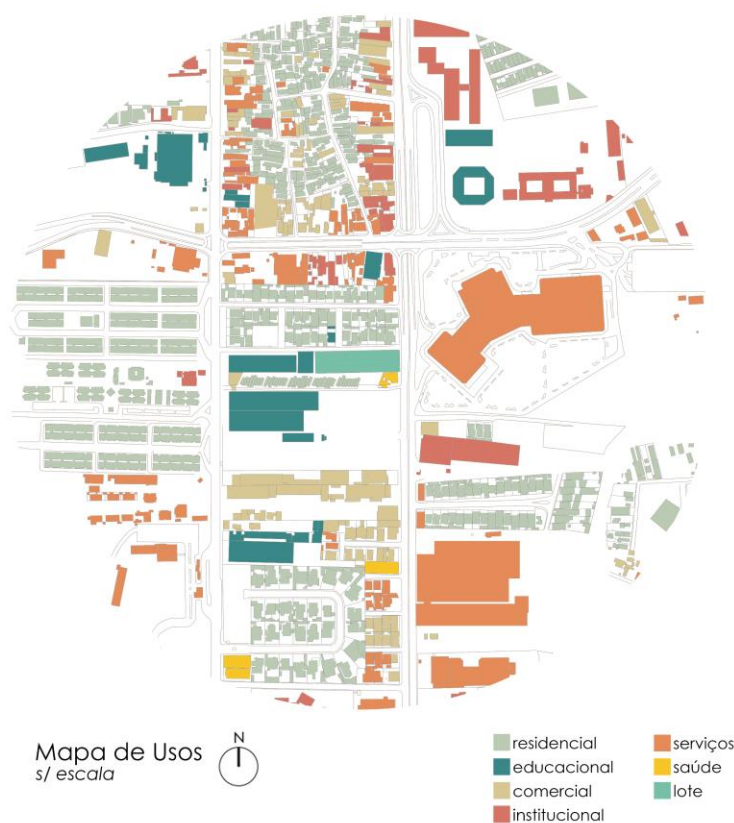 Mapa de Usos
s/ escala
N
residencial
educacional
comercial
institucional
serviços
saúde
lote